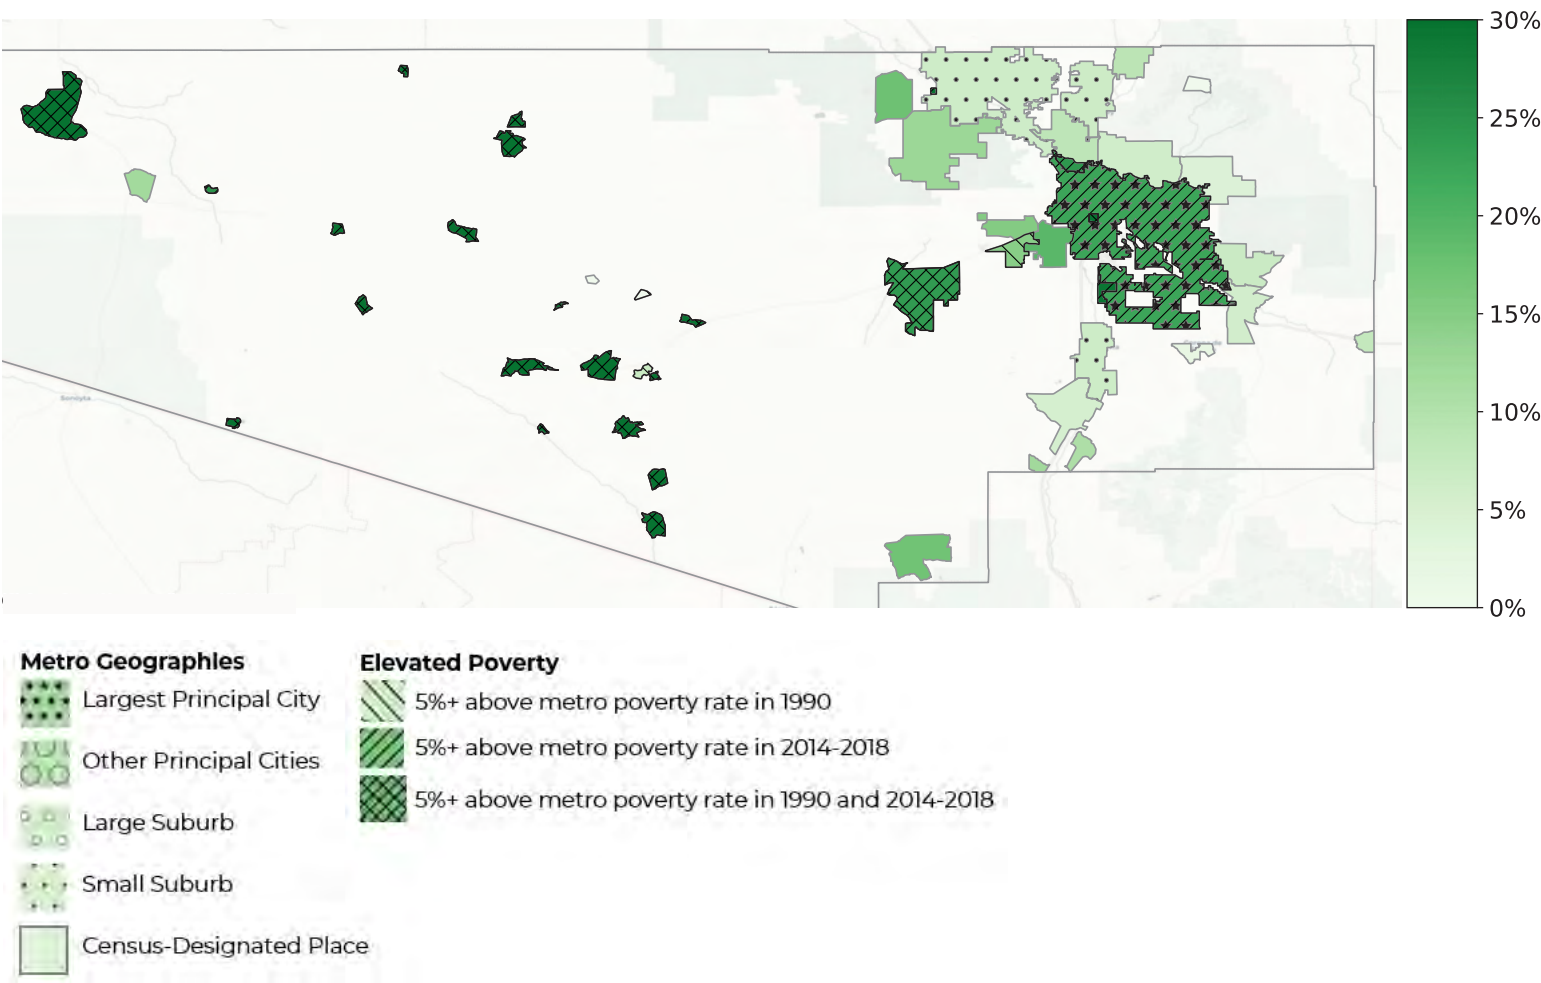 30%
25%
20%
15%
10%
5%
0%
Sonoyta
Metro Geographies
Largest Principal City
Other Principal Cities
Large Suburb
Small Suburb
Census-Designated Place
Elevated Poverty
5%+ above metro poverty rate in 1990
5%+ above metro poverty rate in 2014-2018
5%+ above metro poverty rate in 1990 and 2014-2018